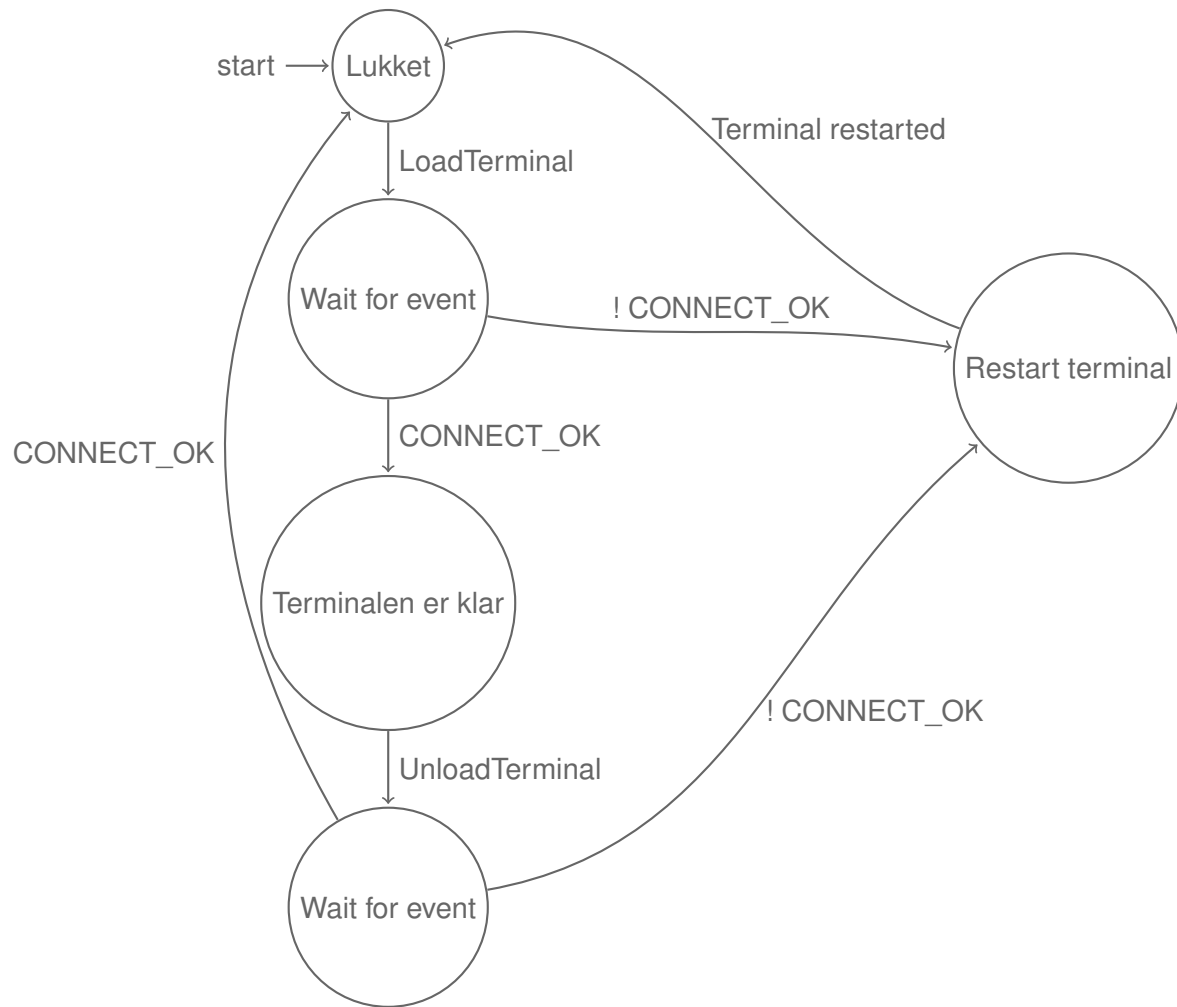 start
Lukket
Terminal restarted
LoadTerminal
Wait for event
! CONNECT_OK
Restart terminal
CONNECT_OK
CONNECT_OK
Terminalen er klar
! CONNECT_OK
UnloadTerminal
Wait for event